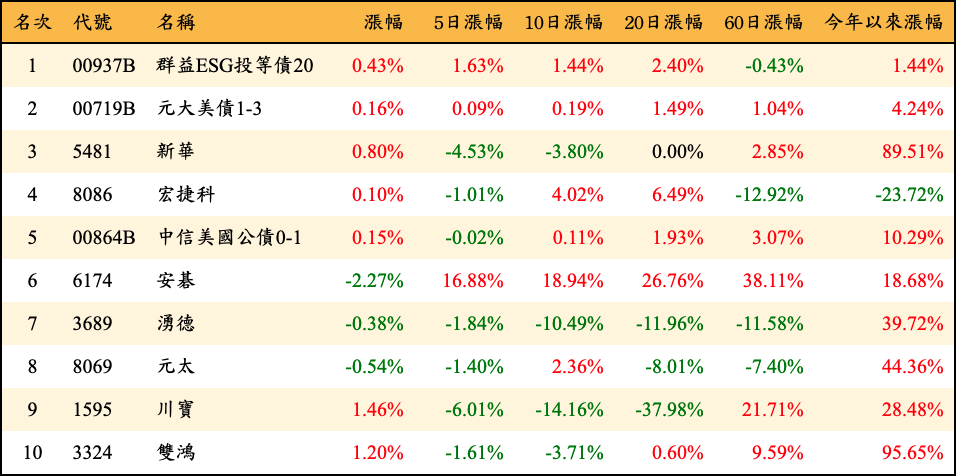 名次 代號 名稱 漲幅 5日漲幅 10日漲幅 20日漲幅 60日漲幅 今年以來漲幅
1 00937B 群益ESG投等債20 0.43% 1.63% 1.44% 2.40% -0.43% 1.44%
2 00719B 元大美債1-3 0.16% 0.09% 0.19% 1.49% 1.04% 4.24%
3 5481 新華 0.80% -4.53% -3.80% 0.00% 2.85% 89.51%
4 8086 宏捷科 0.10% -1.01% 4.02% 6.49% -12.92% -23.72%
5 00864B 中信美國公債0-1 0.15% -0.02% 0.11% 1.93% 3.07% 10.29%
6 6174 安碁 -2.27% 16.88% 18.94% 26.76% 38.11% 18.68%
7 3689 湧德 -0.38% -1.84% -10.49% -11.96% -11.58% 39.72%
8 8069 元太 -0.54% -1.40% 2.36% -8.01% -7.40% 44.36%
9 1595 川寶 1.46% -6.01% -14.16% -37.98% 21.71% 28.48%
10 3324 雙鴻 1.20% -1.61% -3.71% 0.60% 9.59% 95.65%